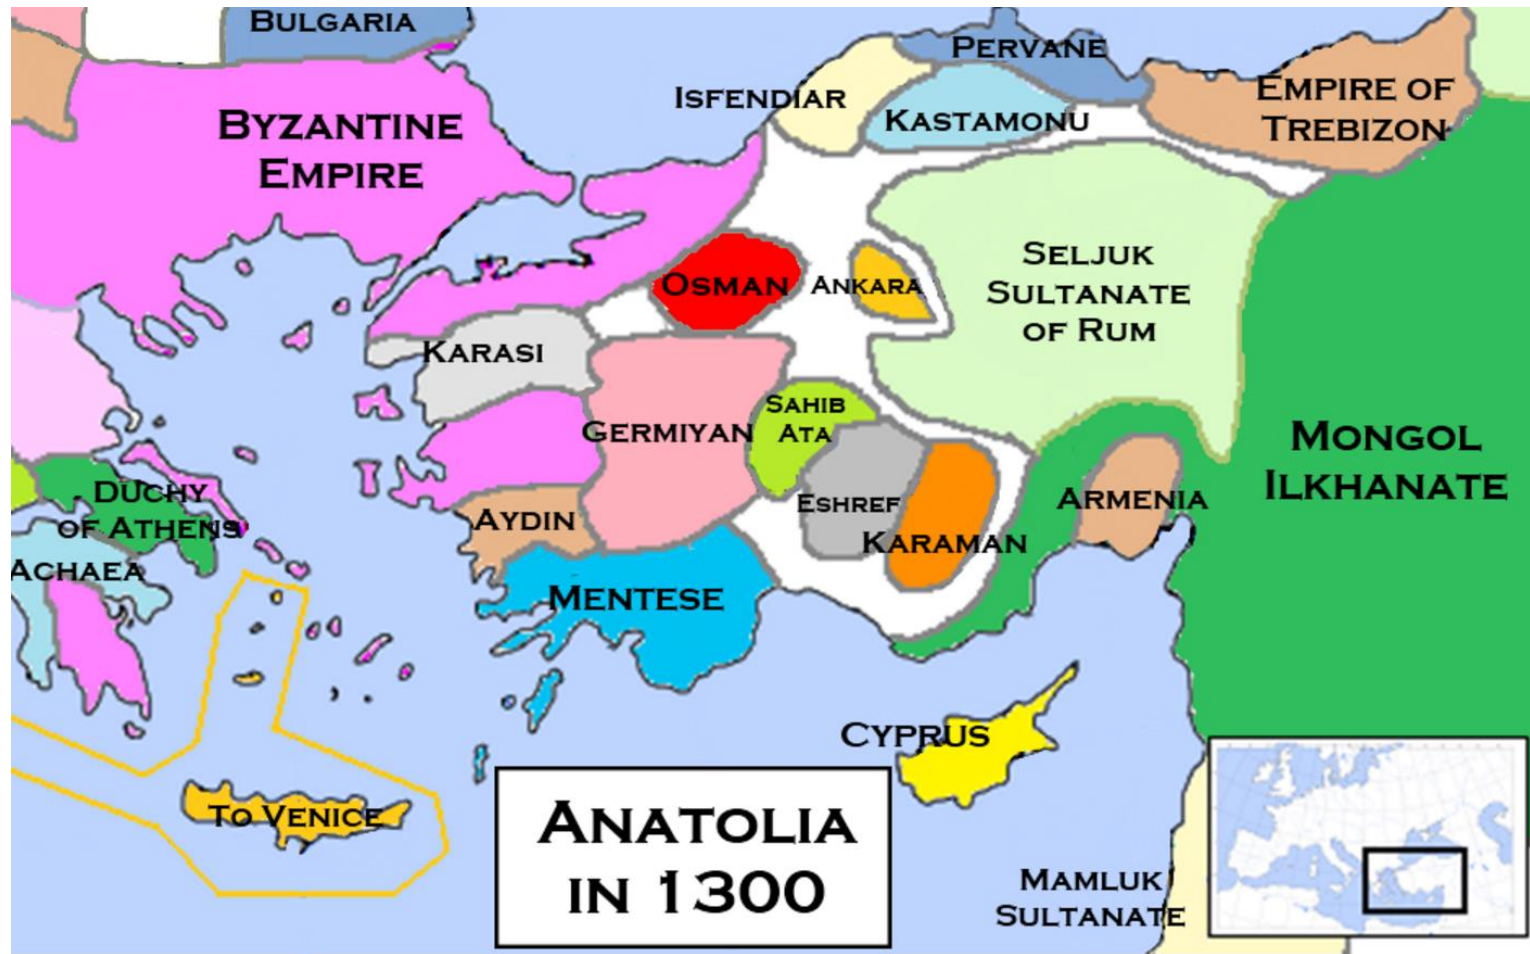 BULGARIA
PERVANE
ISFENDIAR
KASTAMONU
EMPIRE OF
TREBIZON
BYZANTINE
EMPIRE
OSMAN
ANKARA
SELJUK
SULTANATE
OF RUM
KARASI
GERMIYAN
SAHIB
ATA
MONGOL
ILKHANATE
DUCHY
OF ATHENS
ESHREF
ARMENIA
AYDIN
KARAMAN
ACHAEA
MENTESE
CYPRUS
TO VENICE
ANATOLIA
IN 1300
MAMLUK
SULTANATE